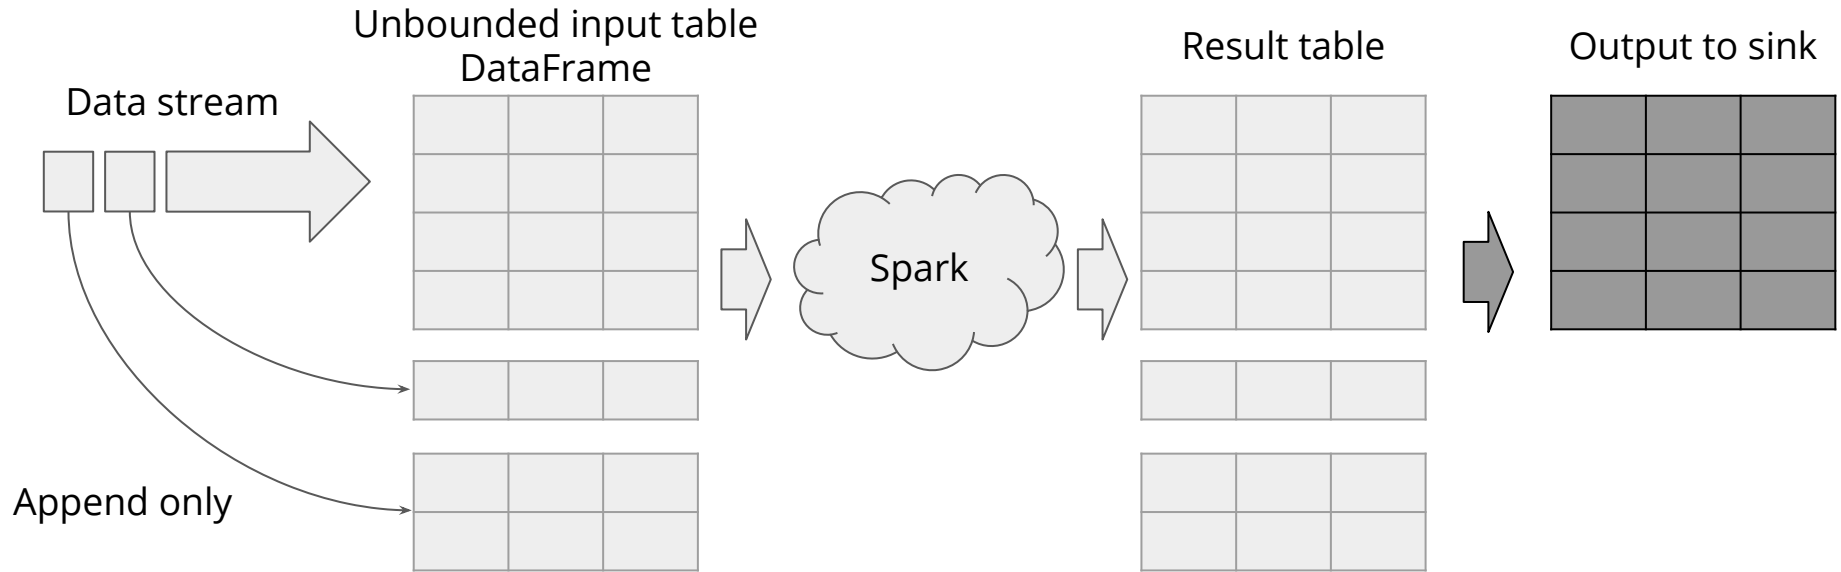 Unbounded input table
DataFrame
Result table
Output to sink
Data stream
Spark
Append only